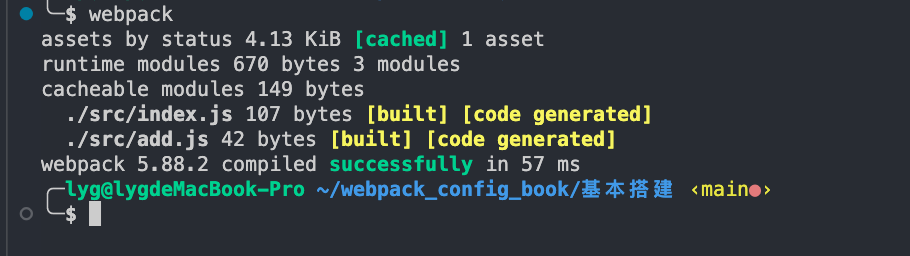 $ webpack
assets by status 4.13 KiB [cached] 1 asset
runtime modules 670 bytes 3 modules
cacheable modules 149 bytes
./src/index.js 107 bytes [built] [code generated]
./src/add.js 42 bytes [built] [code generated]
webpack 5.88.2 compiled successfully in 57 ms
lyg@lygdeMacBook-Pro ~/webpack_config_book/基本搭建 ‹main●›
$